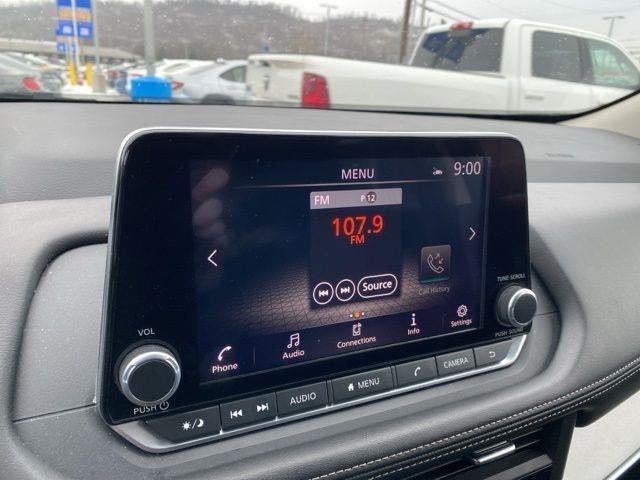 MENU
9:00
FM P 12
107.9
FM
Source
Call History
Phone
Audio
Connections
Info
Settings
VOL
PUSH
TUNE·SCROLL
PUSH SOUND
AUDIO
MENU
CAMERA